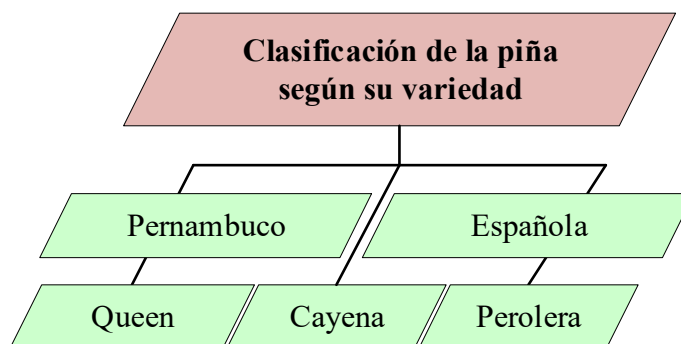 Clasificación de la piña
según su variedad
Pernambuco
Española
Queen
Cayena
Perolera